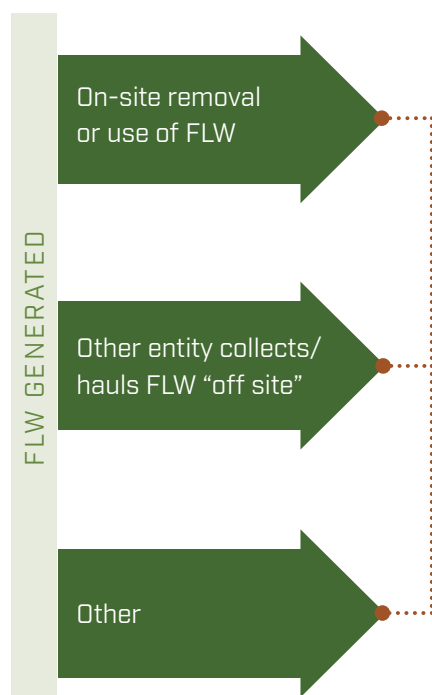 FLW GENERATED
On-site removal
or use of FLW
Other entity collects/
hauls FLW “off site”
Other